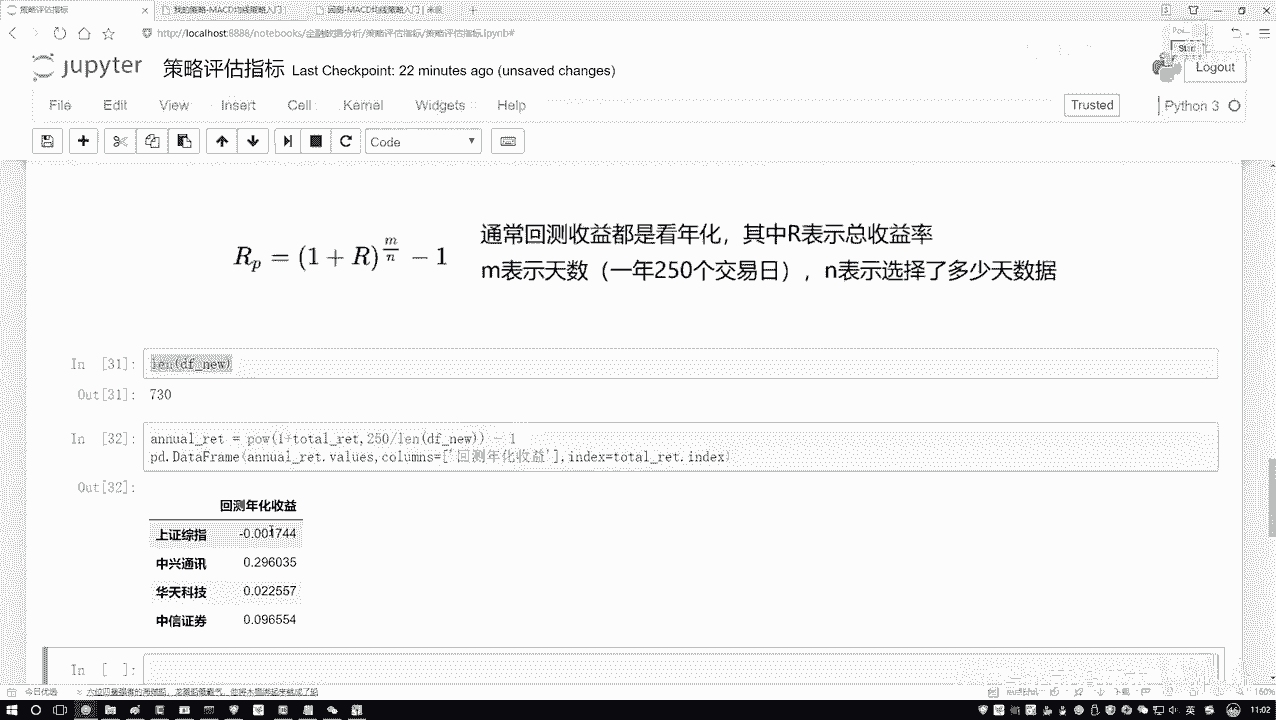 策略评估指标
我的策略-MACD均线策略入门
回测-MACD均线策略入门 | 米筐
http://localhost:8888/notebooks/金融数据分析/策略评估指标/策略评估指标.ipynb#
jupyter 策略评估指标 Last Checkpoint: 22 minutes ago (unsaved changes)
Logout
File Edit View Insert Cell Kernel Widgets Help
Trusted
Python 3
Code
R_p = (1 + R)^{m/n} − 1
通常回测收益都是看年化，其中R表示总收益率
m表示天数（一年250个交易日），n表示选择了多少天数据
In [31]: len(df_new)
Out[31]: 730
In [32]: annual_ret = pow(1+total_ret,250/len(df_new)) - 1
pd.DataFrame(annual_ret.values,columns=['回测年化收益'],index=total_ret.index)
Out[32]:
回测年化收益
上证综指 -0.001744
中兴通讯 0.296035
华天科技 0.022557
中信证券 0.096554
In [ ]:
今日优选
160%
英
11:02